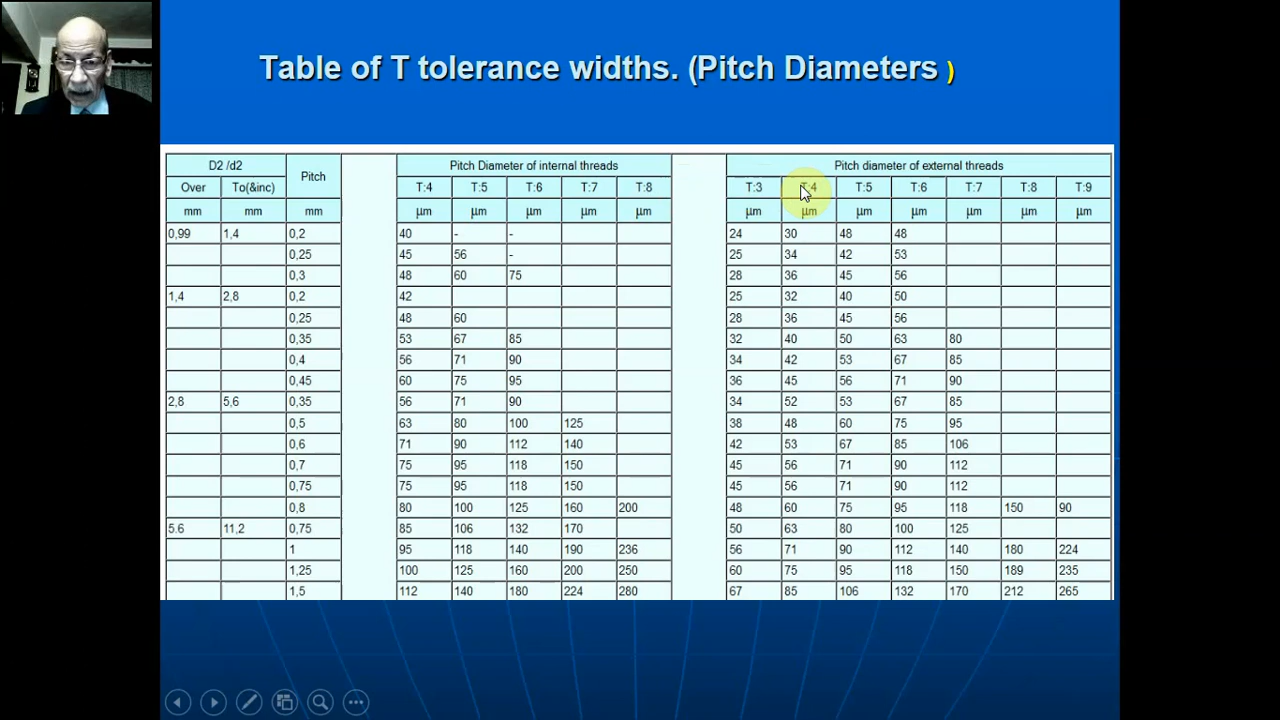 Table of T tolerance widths. (Pitch Diameters )
D2 /d2 Pitch Pitch Diameter of internal threads Pitch diameter of external threads
Over To(&inc) T:4 T:5 T:6 T:7 T:8 T:3 T:4 T:5 T:6 T:7 T:8 T:9
mm mm mm µm µm µm µm µm µm µm µm µm µm µm µm
0,99 1,4 0,2 40 - - 24 30 48 48
0,25 45 56 - 25 34 42 53
0,3 48 60 75 28 36 45 56
1,4 2,8 0,2 42 25 32 40 50
0,25 48 60 28 36 45 56
0,35 53 67 85 32 40 50 63 80
0,4 56 71 90 34 42 53 67 85
0,45 60 75 95 36 45 56 71 90
2,8 5,6 0,35 56 71 90 34 52 53 67 85
0,5 63 80 100 125 38 48 60 75 95
0,6 71 90 112 140 42 53 67 85 106
0,7 75 95 118 150 45 56 71 90 112
0,75 75 95 118 150 45 56 71 90 112
0,8 80 100 125 160 200 48 60 75 95 118 150 90
5.6 11,2 0,75 85 106 132 170 50 63 80 100 125
1 95 118 140 190 236 56 71 90 112 140 180 224
1,25 100 125 160 200 250 60 75 95 118 150 189 235
1,5 112 140 180 224 280 67 85 106 132 170 212 265